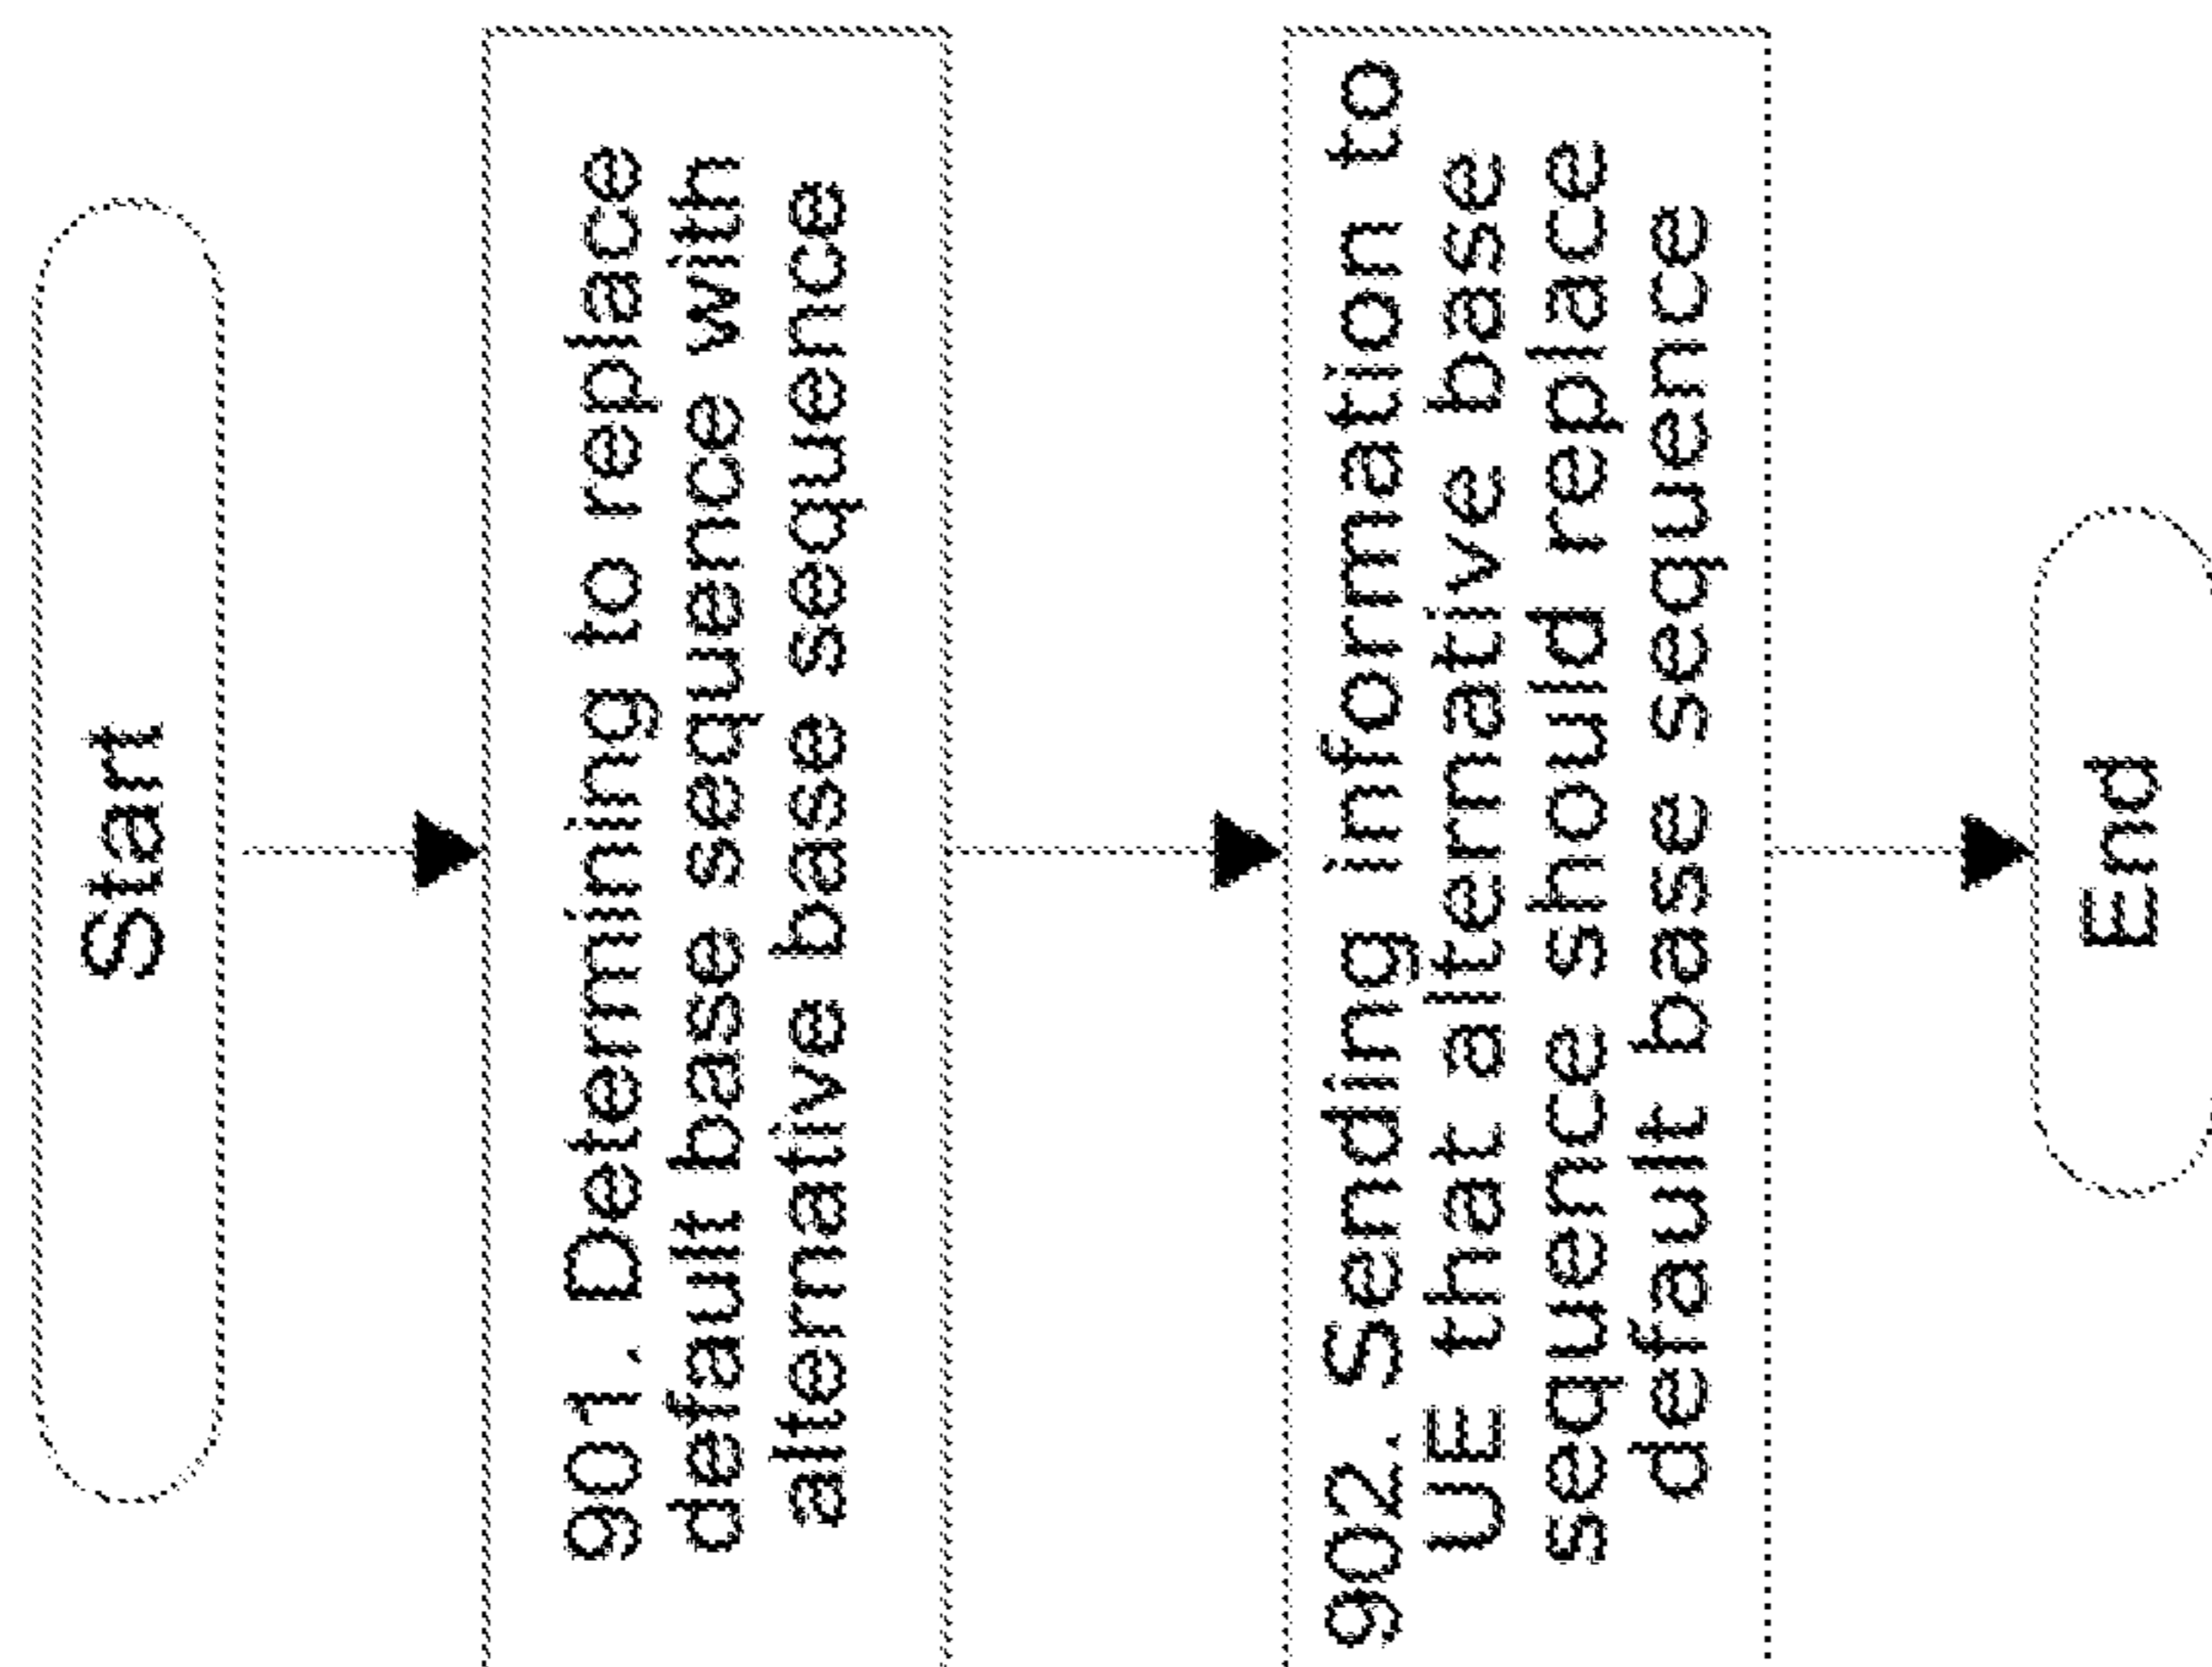 Start
901. Determining to replace
default base sequence with
alternative base sequence
902. Sending information to
UE that alternative base
sequence should replace
default base sequence
End